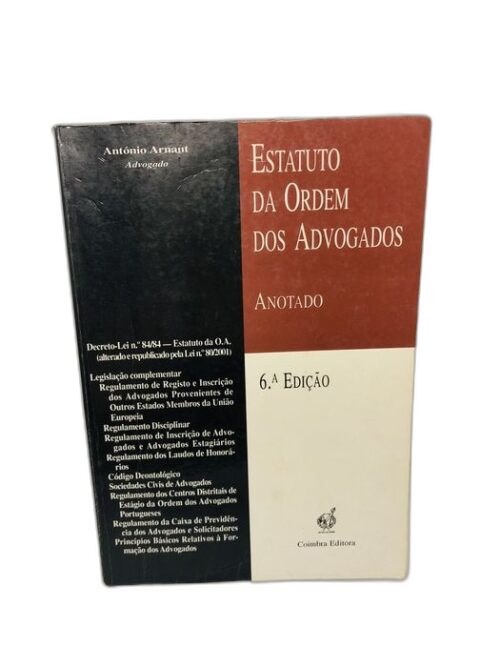 António Arnaut
Advogado
ESTATUTO
DA ORDEM
DOS ADVOGADOS
ANOTADO
Decreto-Lei n.º 84/84 — Estatuto da O.A.
(alterado e republicado pela Lei n.º 80/2001)
Legislação complementar
Regulamento de Registo e Inscrição
dos Advogados Provenientes de
Outros Estados Membros da União
Europeia
Regulamento Disciplinar
Regulamento de Inscrição de Advo-
gados e Advogados Estagiários
Regulamento dos Laudos de Honorá-
rios
Código Deontológico
Sociedades Civis de Advogados
Regulamento dos Centros Distritais de
Estágio da Ordem dos Advogados
Portugueses
Regulamento da Caixa de Previdên-
cia dos Advogados e Solicitadores
Princípios Básicos Relativos à For-
mação dos Advogados
6.ª EDIÇÃO
Coimbra Editora